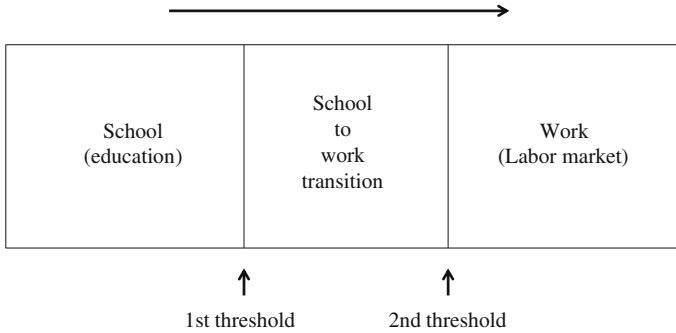 School
(education)
School
to
work
transition
Work
(Labor market)
1st threshold
2nd threshold